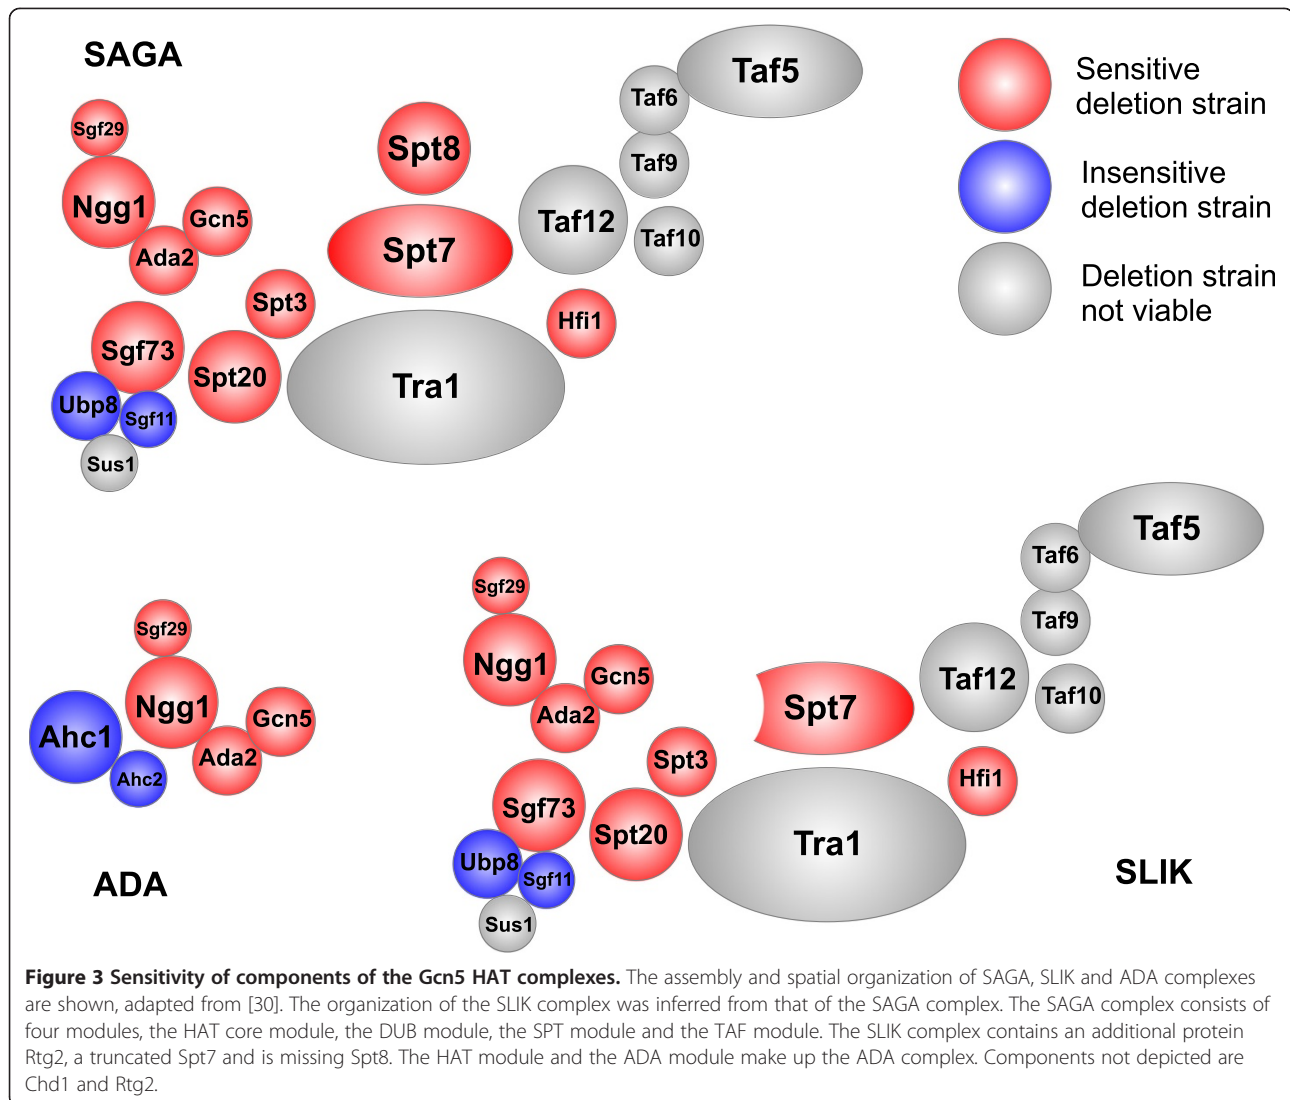 SAGA
Sgf29
Ngg1
Gcn5
Ada2
Spt8
Spt7
Spt3
Sgf73
Spt20
Ubp8
Sgf11
Sus1
Tra1
Hfi1
Taf12
Taf5
Taf6
Taf9
Taf10
Sensitive
deletion strain
Insensitive
deletion strain
Deletion strain
not viable
Sgf29
Ngg1
Gcn5
Ada2
Ahc1
Ahc2
ADA
Sgf29
Ngg1
Gcn5
Ada2
Spt7
Spt3
Sgf73
Spt20
Ubp8
Sgf11
Sus1
Tra1
Hfi1
Taf12
Taf5
Taf6
Taf9
Taf10
SLIK
Figure 3 Sensitivity of components of the Gcn5 HAT complexes. The assembly and spatial organization of SAGA, SLIK and ADA complexes
are shown, adapted from [30]. The organization of the SLIK complex was inferred from that of the SAGA complex. The SAGA complex consists of
four modules, the HAT core module, the DUB module, the SPT module and the TAF module. The SLIK complex contains an additional protein
Rtg2, a truncated Spt7 and is missing Spt8. The HAT module and the ADA module make up the ADA complex. Components not depicted are
Chd1 and Rtg2.